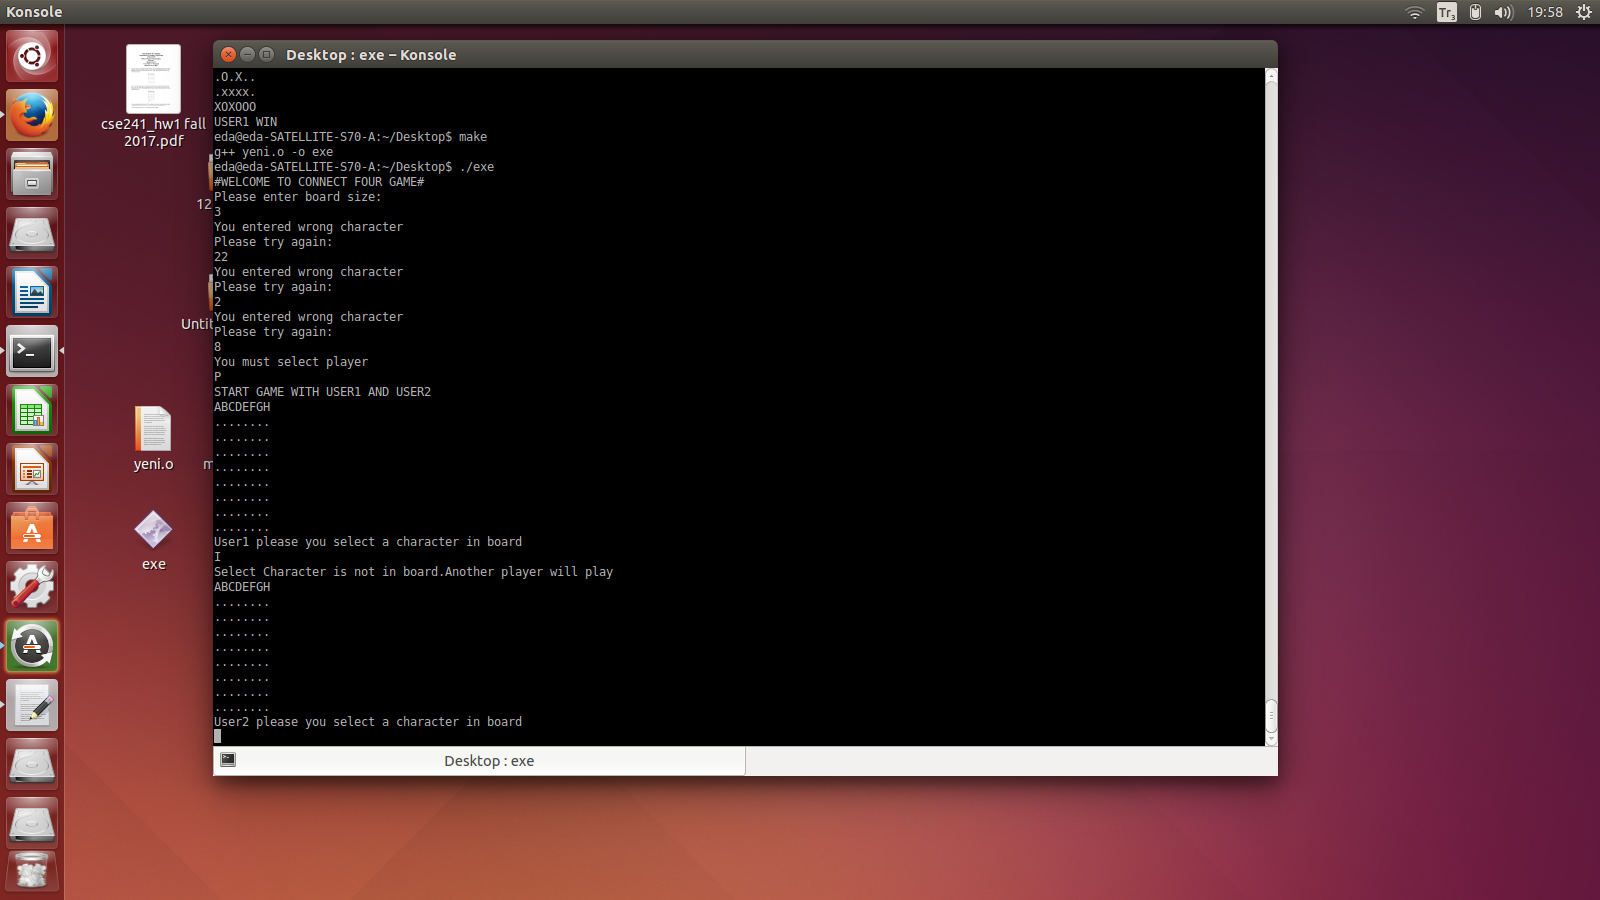 Konsole
Tr3
19:58
Desktop : exe – Konsole
cse241_hw1 fall
2017.pdf
12
Untit
yeni.o
m
exe
.O.X..
.xxxx.
XOXOOO
USER1 WIN
eda@eda-SATELLITE-S70-A:~/Desktop$ make
g++ yeni.o -o exe
eda@eda-SATELLITE-S70-A:~/Desktop$ ./exe
#WELCOME TO CONNECT FOUR GAME#
Please enter board size:
3
You entered wrong character
Please try again:
22
You entered wrong character
Please try again:
2
You entered wrong character
Please try again:
8
You must select player
P
START GAME WITH USER1 AND USER2
ABCDEFGH
........
........
........
........
........
........
........
........
User1 please you select a character in board
I
Select Character is not in board.Another player will play
ABCDEFGH
........
........
........
........
........
........
........
........
User2 please you select a character in board
Desktop : exe